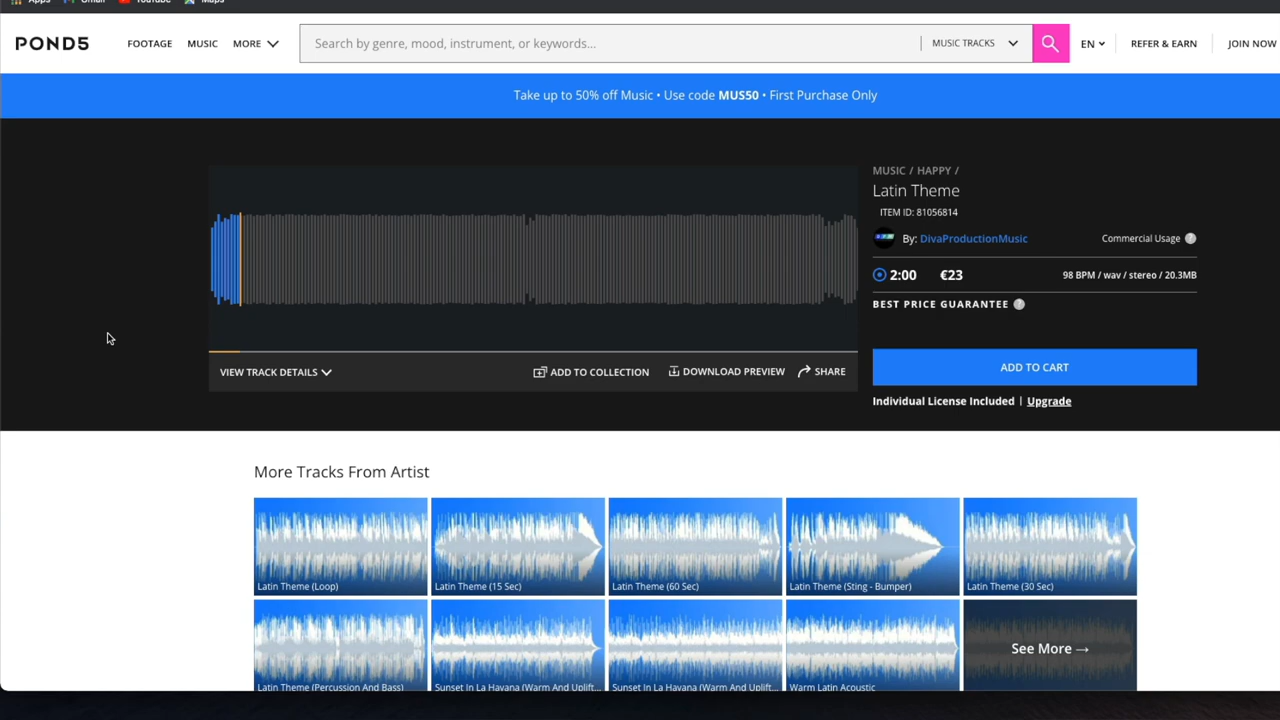 Apps Gmail YouTube Maps
POND5
FOOTAGE MUSIC MORE
Search by genre, mood, instrument, or keywords...
MUSIC TRACKS
EN
REFER & EARN
JOIN NOW
Take up to 50% off Music • Use code MUS50 • First Purchase Only
MUSIC / HAPPY /
Latin Theme
ITEM ID: 81056814
By: DivaProductionMusic
Commercial Usage ?
2:00 €23 98 BPM / wav / stereo / 20.3MB
BEST PRICE GUARANTEE ?
VIEW TRACK DETAILS
ADD TO COLLECTION
DOWNLOAD PREVIEW
SHARE
ADD TO CART
Individual License Included | Upgrade
More Tracks From Artist
Latin Theme (Loop)
Latin Theme (15 Sec)
Latin Theme (60 Sec)
Latin Theme (Sting - Bumper)
Latin Theme (30 Sec)
Latin Theme (Percussion And Bass)
Sunset In La Havana (Warm And Uplift...
Sunset In La Havana (Warm And Uplift...
Warm Latin Acoustic
See More →